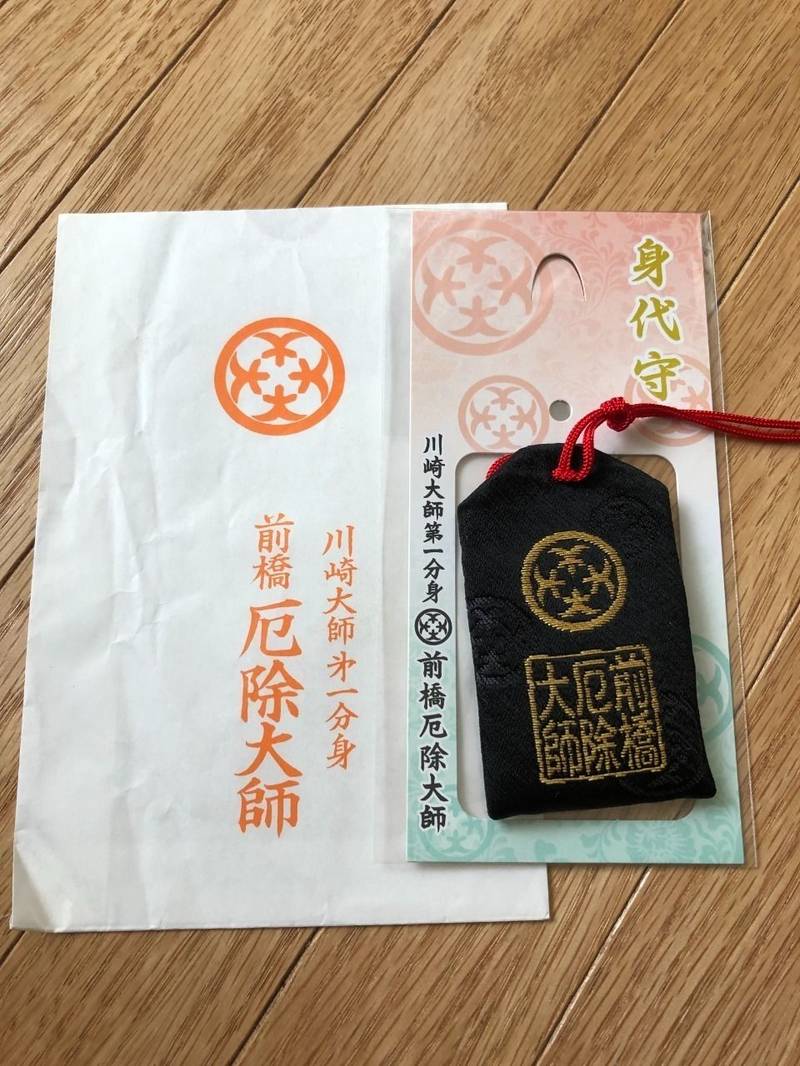 川崎大師第一分身
前橋厄除大師
身代守
川崎大師第一分身 前橋厄除大師
前橋
厄除
大師